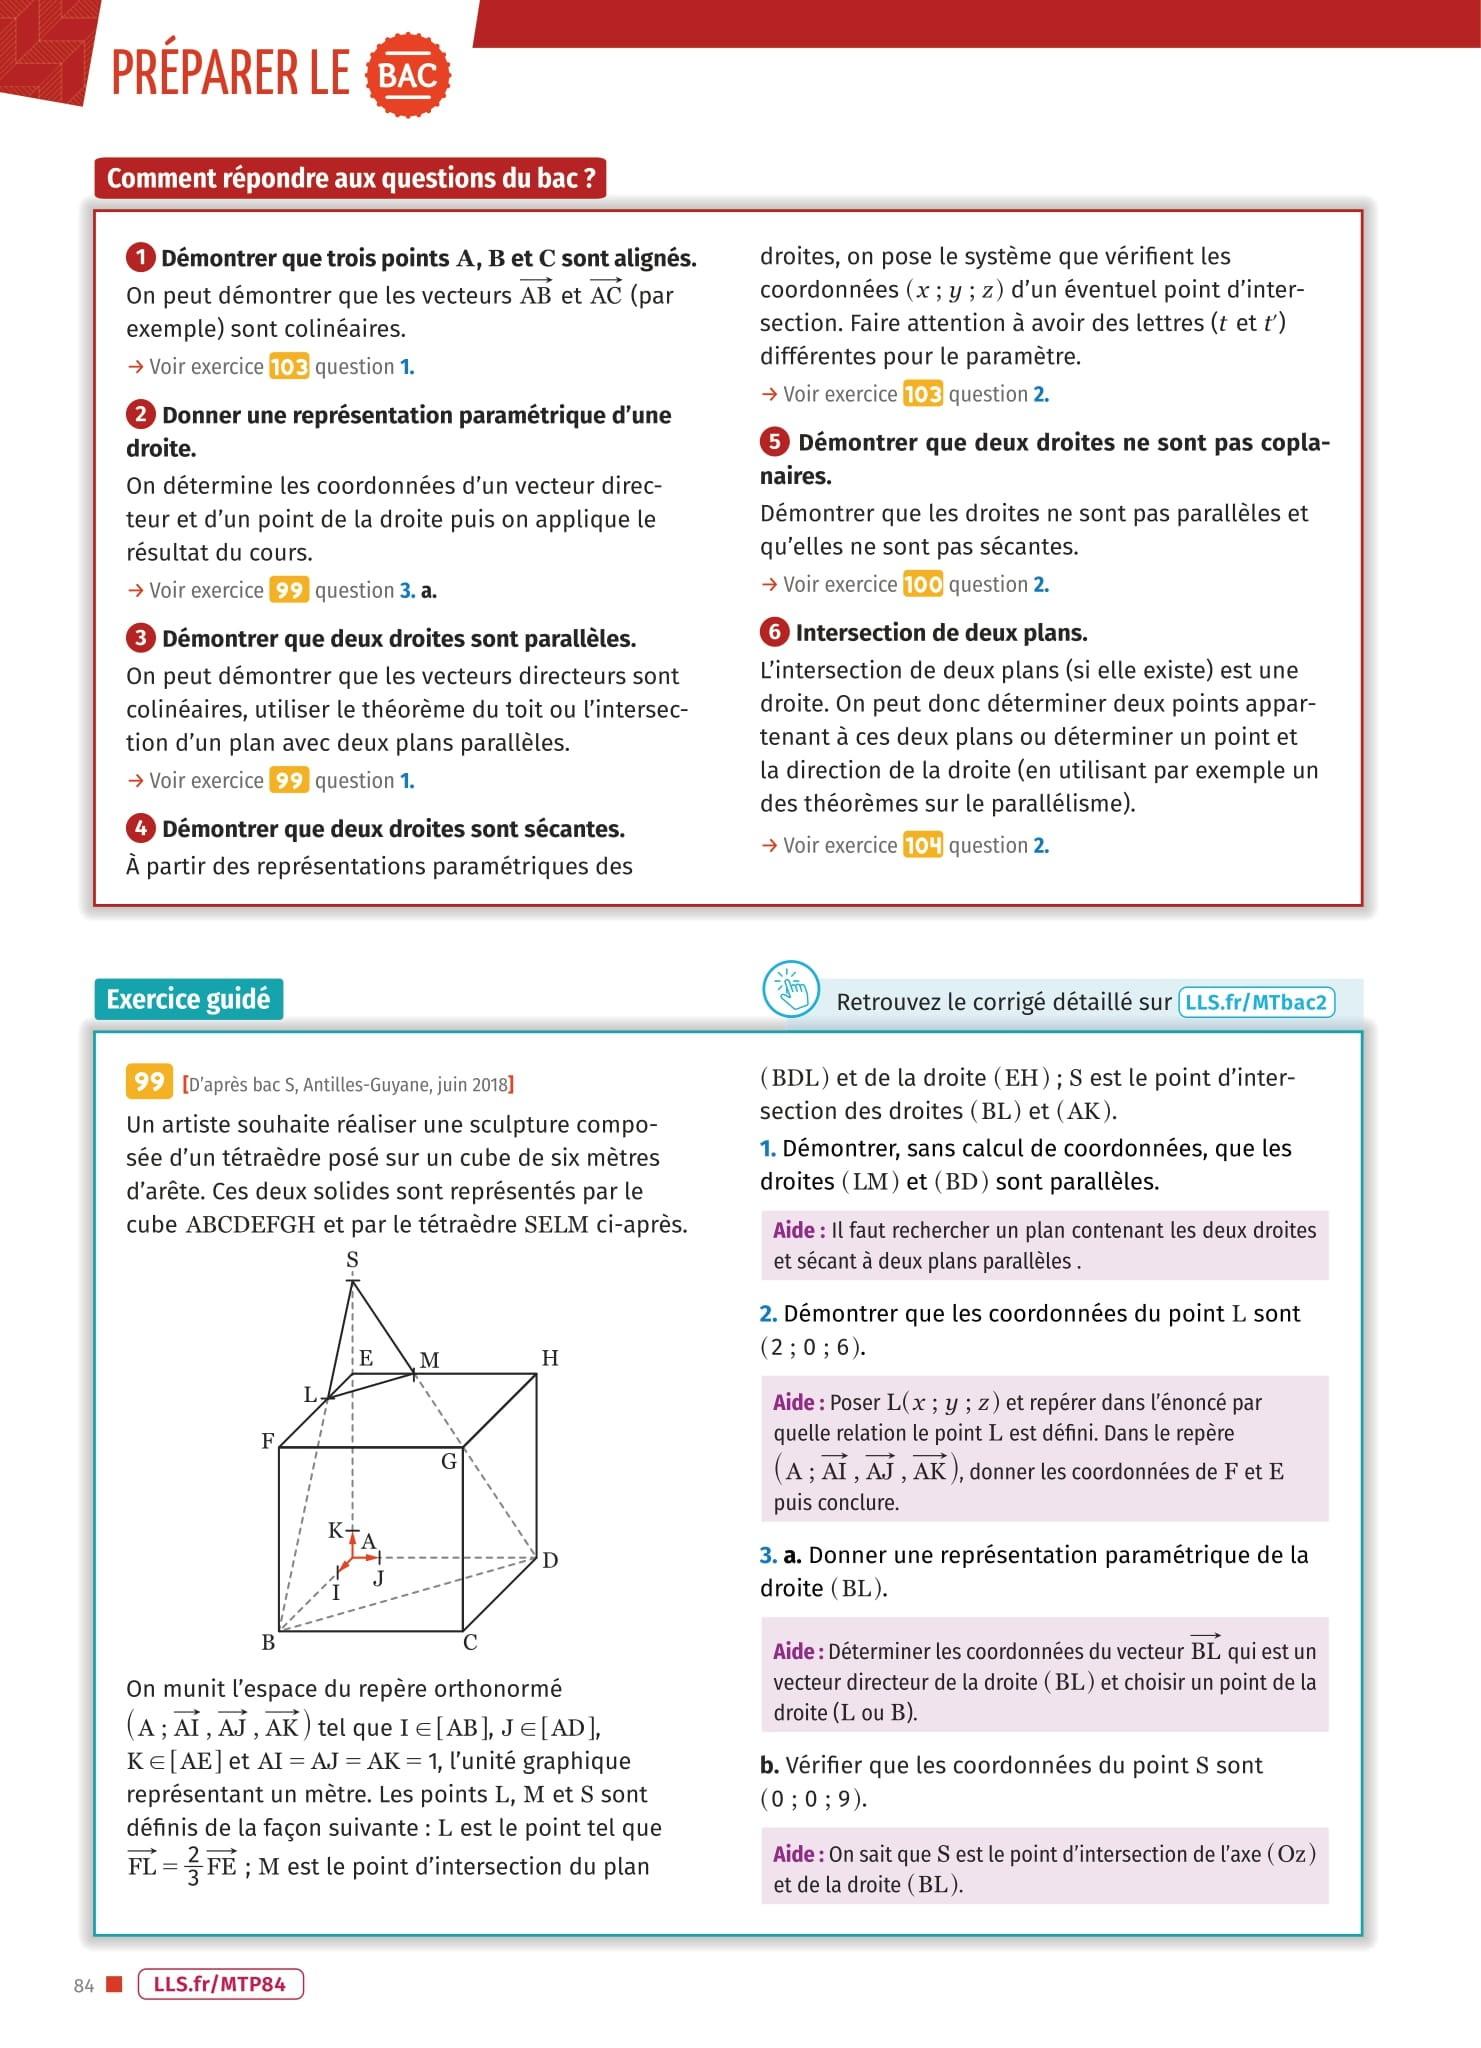 PRÉPARER LE BAC
Comment répondre aux questions du bac ?
1 Démontrer que trois points A, B et C sont alignés.
On peut démontrer que les vecteurs AB et AC (par
exemple) sont colinéaires.
→ Voir exercice 103 question 1.
2 Donner une représentation paramétrique d'une
droite.
On détermine les coordonnées d'un vecteur direc-
teur et d'un point de la droite puis on applique le
résultat du cours.
→ Voir exercice 99 question 3. a.
3 Démontrer que deux droites sont parallèles.
On peut démontrer que les vecteurs directeurs sont
colinéaires, utiliser le théorème du toit ou l'intersec-
tion d'un plan avec deux plans parallèles.
→ Voir exercice 99 question 1.
4 Démontrer que deux droites sont sécantes.
À partir des représentations paramétriques des
droites, on pose le système que vérifient les
coordonnées (x ; y ; z) d'un éventuel point d'inter-
section. Faire attention à avoir des lettres (t et t′)
différentes pour le paramètre.
→ Voir exercice 103 question 2.
5 Démontrer que deux droites ne sont pas copla-
naires.
Démontrer que les droites ne sont pas parallèles et
qu'elles ne sont pas sécantes.
→ Voir exercice 100 question 2.
6 Intersection de deux plans.
L'intersection de deux plans (si elle existe) est une
droite. On peut donc déterminer deux points appar-
tenant à ces deux plans ou déterminer un point et
la direction de la droite (en utilisant par exemple un
des théorèmes sur le parallélisme).
→ Voir exercice 104 question 2.
Exercice guidé
Retrouvez le corrigé détaillé sur LLS.fr/MTbac2
99 [D'après bac S, Antilles-Guyane, juin 2018]
Un artiste souhaite réaliser une sculpture compo-
sée d'un tétraèdre posé sur un cube de six mètres
d'arête. Ces deux solides sont représentés par le
cube ABCDEFGH et par le tétraèdre SELM ci-après.
S
E
M
H
L
F
G
K
A
D
J
I
B
C
On munit l'espace du repère orthonormé
(A ; AI , AJ , AK) tel que I ∈ [AB], J ∈ [AD],
K ∈ [AE] et AI = AJ = AK = 1, l'unité graphique
représentant un mètre. Les points L, M et S sont
définis de la façon suivante : L est le point tel que
FL = 2/3 FE ; M est le point d'intersection du plan
(BDL) et de la droite (EH) ; S est le point d'inter-
section des droites (BL) et (AK).
1. Démontrer, sans calcul de coordonnées, que les
droites (LM) et (BD) sont parallèles.
Aide : Il faut rechercher un plan contenant les deux droites
et sécant à deux plans parallèles .
2. Démontrer que les coordonnées du point L sont
(2 ; 0 ; 6).
Aide : Poser L(x ; y ; z) et repérer dans l'énoncé par
quelle relation le point L est défini. Dans le repère
(A ; AI , AJ , AK), donner les coordonnées de F et E
puis conclure.
3. a. Donner une représentation paramétrique de la
droite (BL).
Aide : Déterminer les coordonnées du vecteur BL qui est un
vecteur directeur de la droite (BL) et choisir un point de la
droite (L ou B).
b. Vérifier que les coordonnées du point S sont
(0 ; 0 ; 9).
Aide : On sait que S est le point d'intersection de l'axe (Oz)
et de la droite (BL).
84 LLS.fr/MTP84